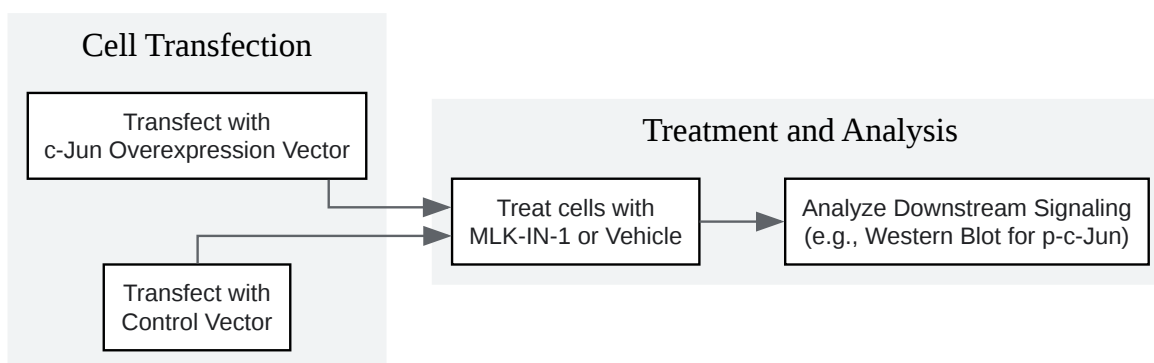 Cell Transfection
Transfect with
c-Jun Overexpression Vector
Transfect with
Control Vector
Treatment and Analysis
Treat cells with
MLK-IN-1 or Vehicle
Analyze Downstream Signaling
(e.g., Western Blot for p-c-Jun)